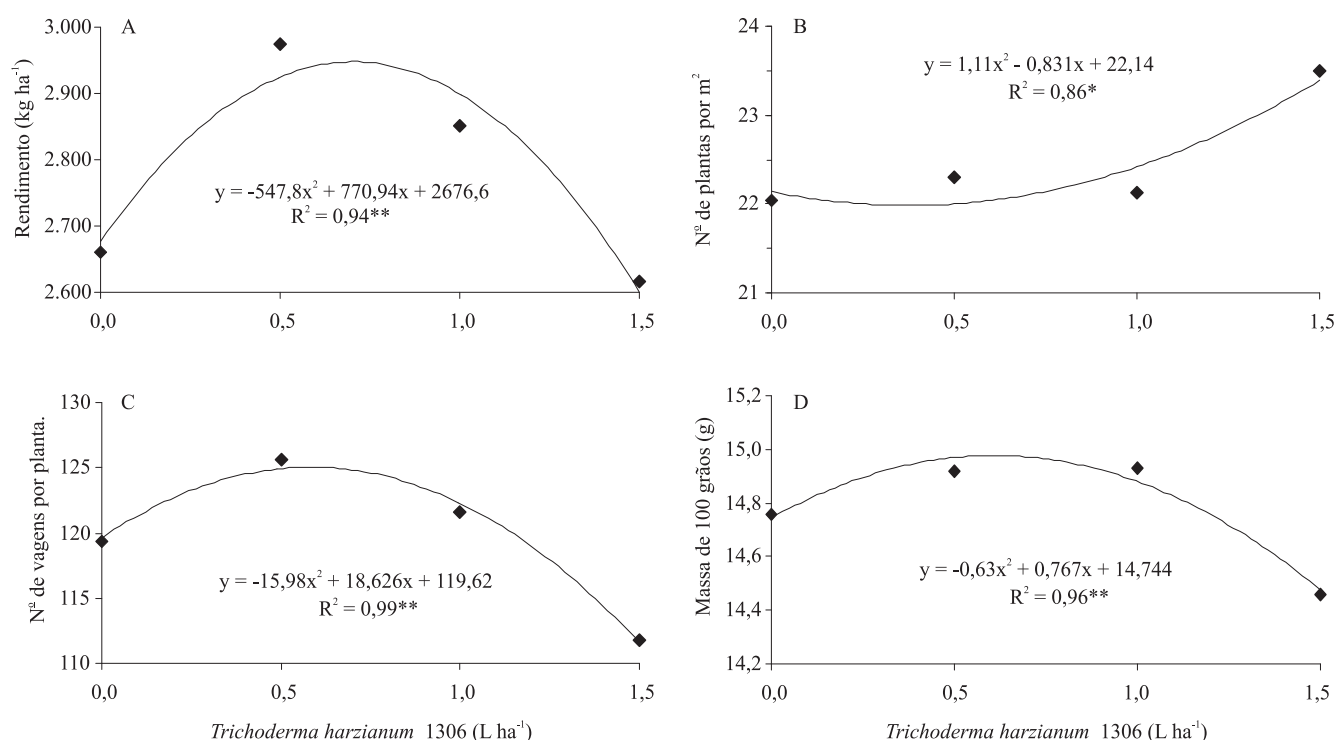 A
Rendimento (kg ha⁻¹)
3.000
2.900
2.800
2.700
2.600
y = -547,8x² + 770,94x + 2676,6
R² = 0,94**
0,0 0,5 1,0 1,5
B
Nº de plantas por m²
24
23
22
21
y = 1,11x² - 0,831x + 22,14
R² = 0,86*
0,0 0,5 1,0 1,5
C
Nº de vagens por planta.
130
125
120
115
110
y = -15,98x² + 18,626x + 119,62
R² = 0,99**
0,0 0,5 1,0 1,5
Trichoderma harzianum 1306 (L ha⁻¹)
D
Massa de 100 grãos (g)
15,2
15,0
14,8
14,6
14,4
14,2
y = -0,63x² + 0,767x + 14,744
R² = 0,96**
0,0 0,5 1,0 1,5
Trichoderma harzianum 1306 (L ha⁻¹)